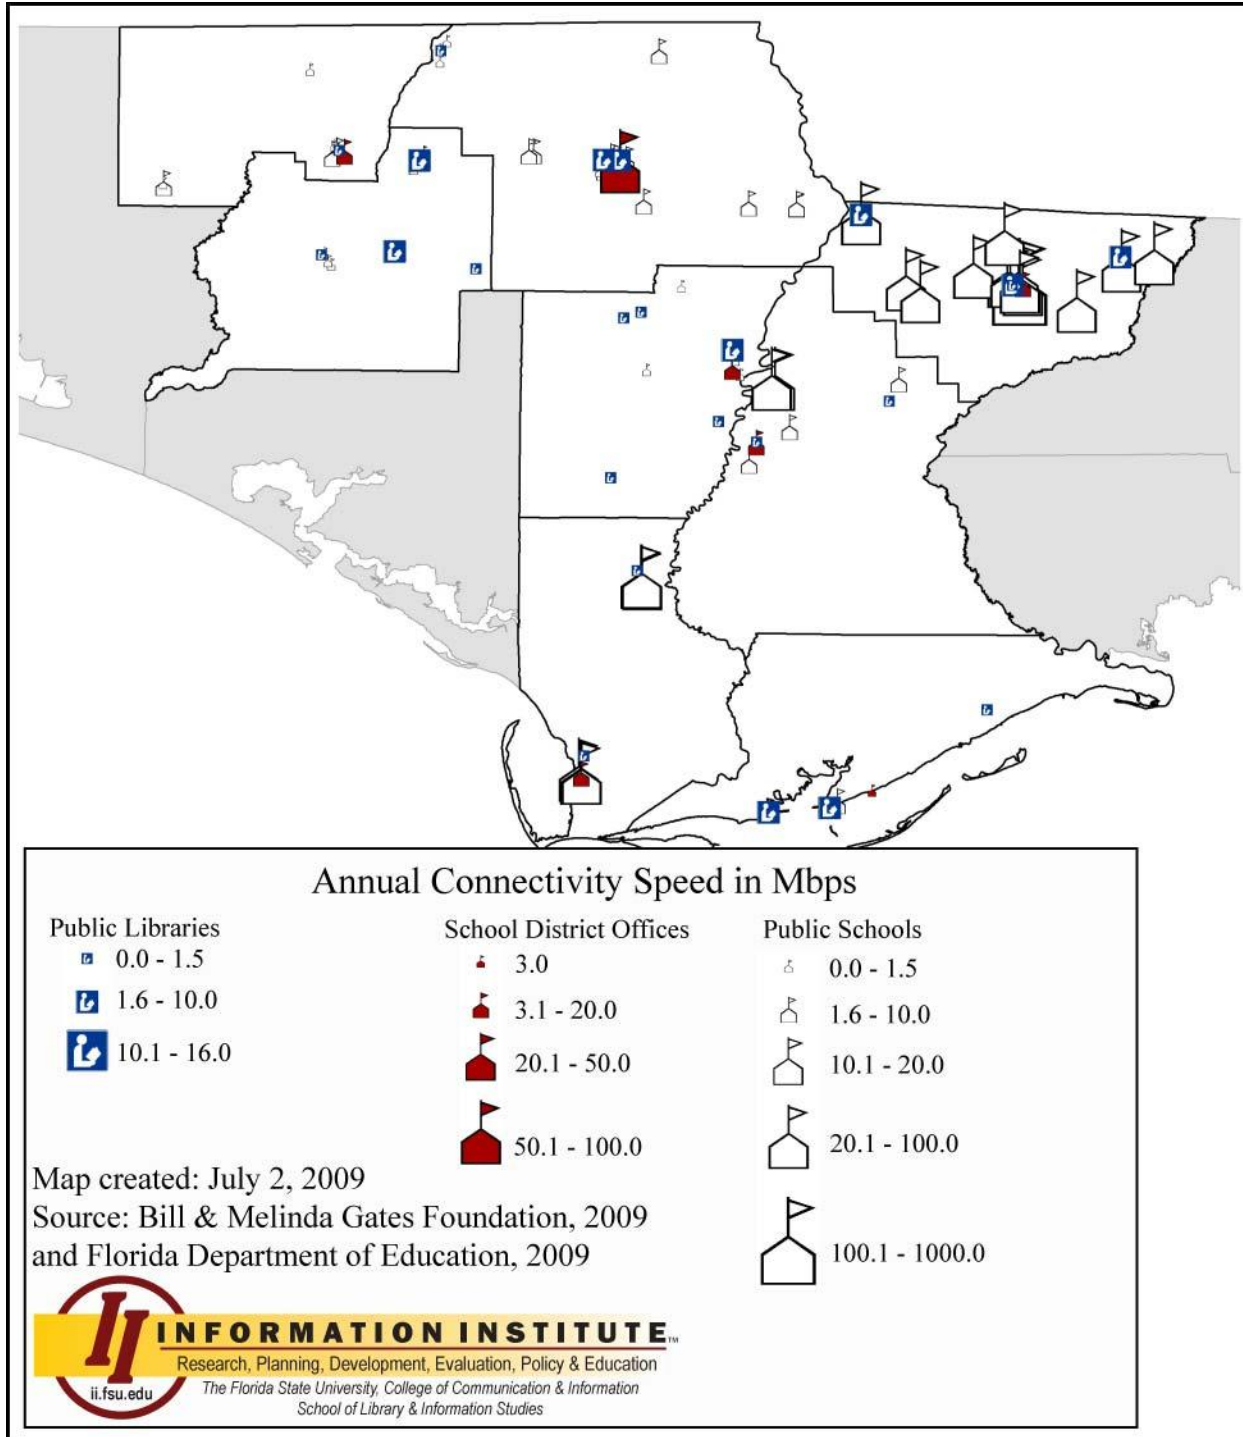 Annual Connectivity Speed in Mbps
Public Libraries
0.0 - 1.5
1.6 - 10.0
10.1 - 16.0
School District Offices
3.0
3.1 - 20.0
20.1 - 50.0
50.1 - 100.0
Public Schools
0.0 - 1.5
1.6 - 10.0
10.1 - 20.0
20.1 - 100.0
100.1 - 1000.0
Map created: July 2, 2009
Source: Bill & Melinda Gates Foundation, 2009
and Florida Department of Education, 2009
II
ii.fsu.edu
INFORMATION INSTITUTE™
Research, Planning, Development, Evaluation, Policy & Education
The Florida State University, College of Communication & Information
School of Library & Information Studies